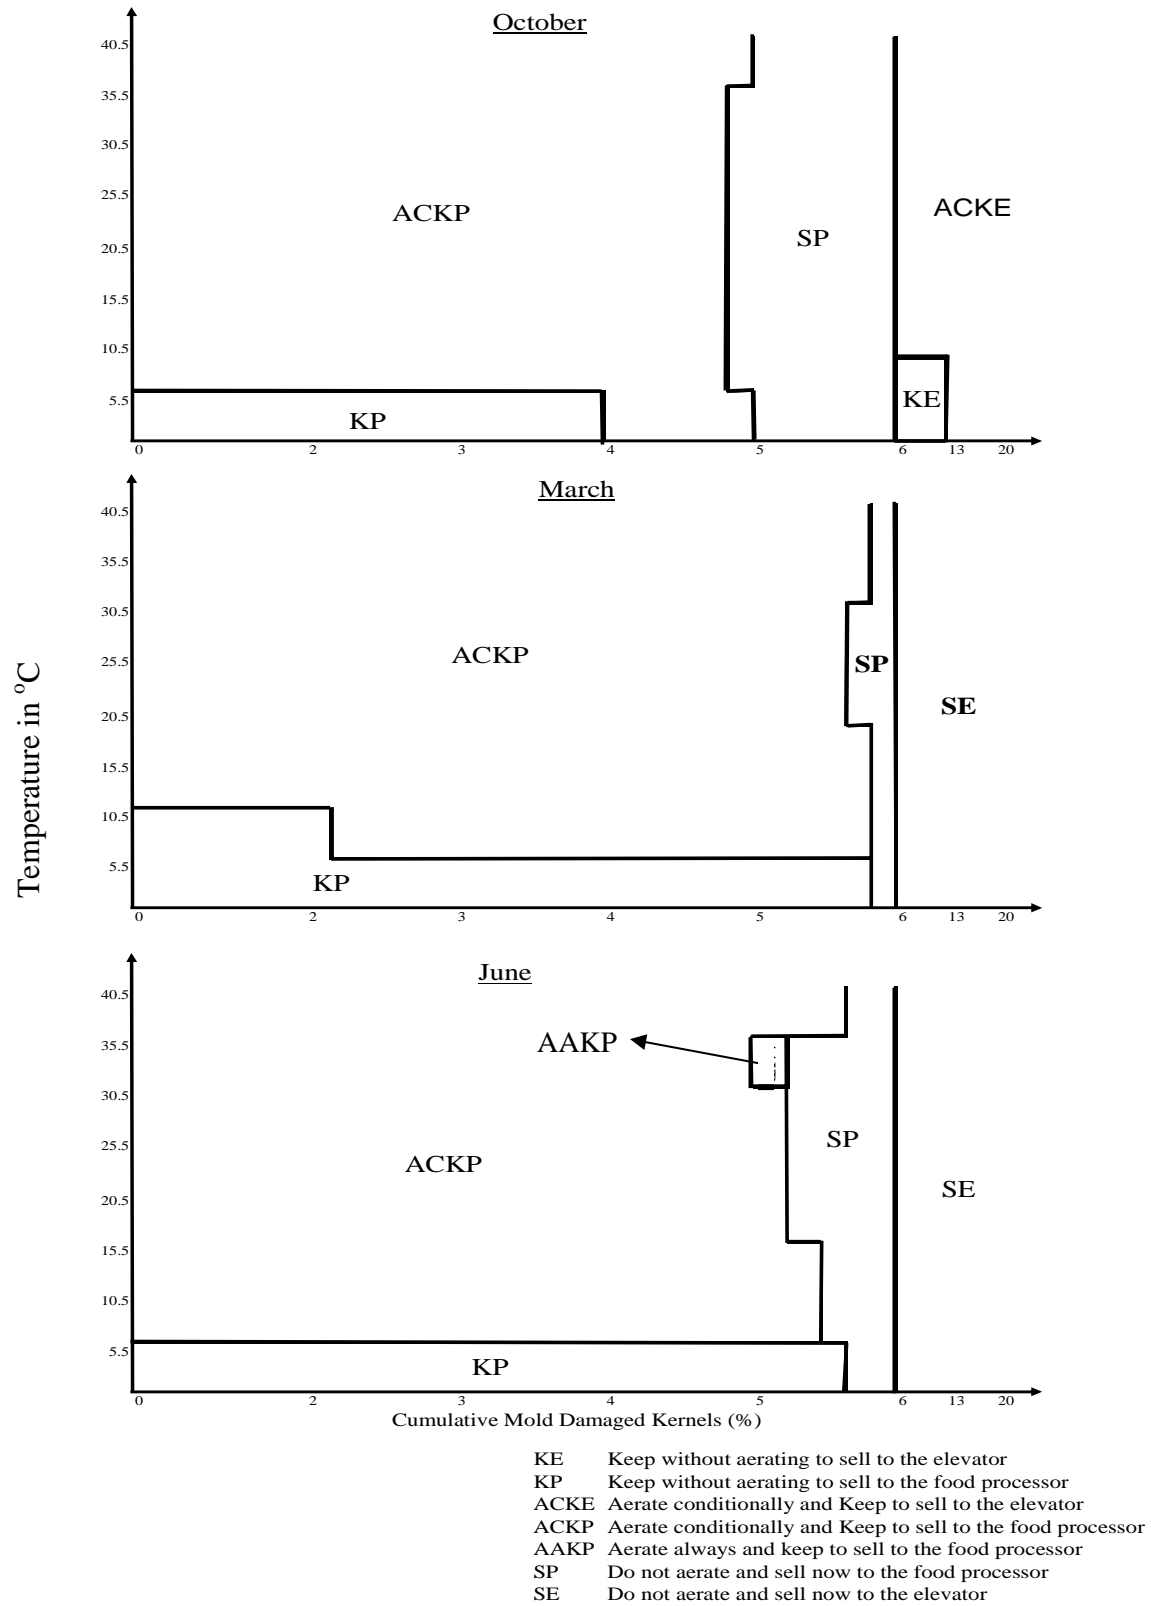 October
40.5
35.5
30.5
25.5
20.5
15.5
10.5
5.5
ACKP
SP
ACKE
KP
KE
0 2 3 4 5 6 13 20
March
40.5
35.5
30.5
25.5
20.5
15.5
10.5
5.5
ACKP
SP
SE
KP
0 2 3 4 5 6 13 20
Temperature in °C
June
40.5
35.5
30.5
25.5
20.5
15.5
10.5
5.5
AAKP
SP
ACKP
SE
KP
0 2 3 4 5 6 13 20
Cumulative Mold Damaged Kernels (%)
KE Keep without aerating to sell to the elevator
KP Keep without aerating to sell to the food processor
ACKE Aerate conditionally and Keep to sell to the elevator
ACKP Aerate conditionally and Keep to sell to the food processor
AAKP Aerate always and keep to sell to the food processor
SP Do not aerate and sell now to the food processor
SE Do not aerate and sell now to the elevator